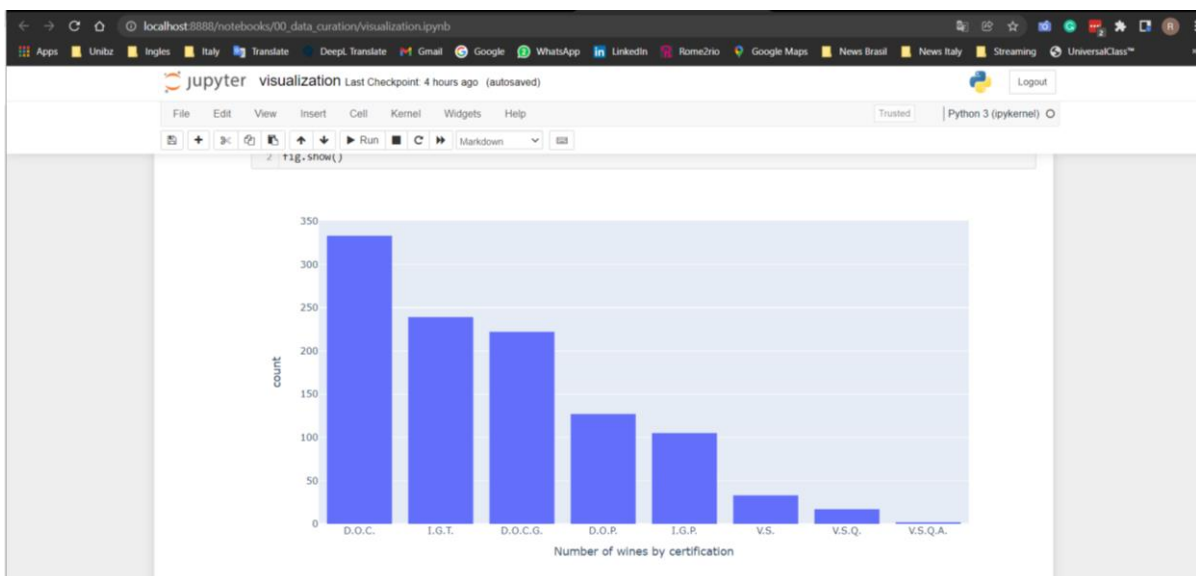 localhost:8888/notebooks/00_data_curation/visualization.ipynb
Apps Unibz Ingles Italy Translate DeepL Translate Gmail Google WhatsApp LinkedIn Rome2rio Google Maps News Brasil News Italy Streaming UniversalClass™ »
jupyter visualization Last Checkpoint: 4 hours ago (autosaved) Logout
File Edit View Insert Cell Kernel Widgets Help Trusted Python 3 (ipykernel)
Run Markdown
2 fig.show()
350
300
250
200
150
100
50
0
count
D.O.C. I.G.T. D.O.C.G. D.O.P. I.G.P. V.S. V.S.Q. V.S.Q.A.
Number of wines by certification